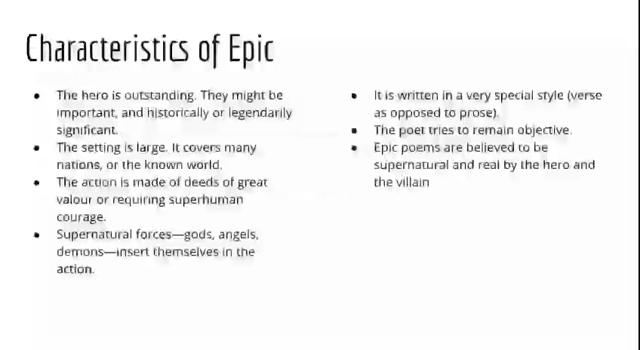 Characteristics of Epic
• The hero is outstanding. They might be
important, and historically or legendarily
significant.
• The setting is large. It covers many
nations, or the known world.
• The action is made of deeds of great
valour or requiring superhuman
courage.
• Supernatural forces—gods, angels,
demons—insert themselves in the
action.
• It is written in a very special style (verse
as opposed to prose).
• The poet tries to remain objective.
• Epic poems are believed to be
supernatural and real by the hero and
the villain